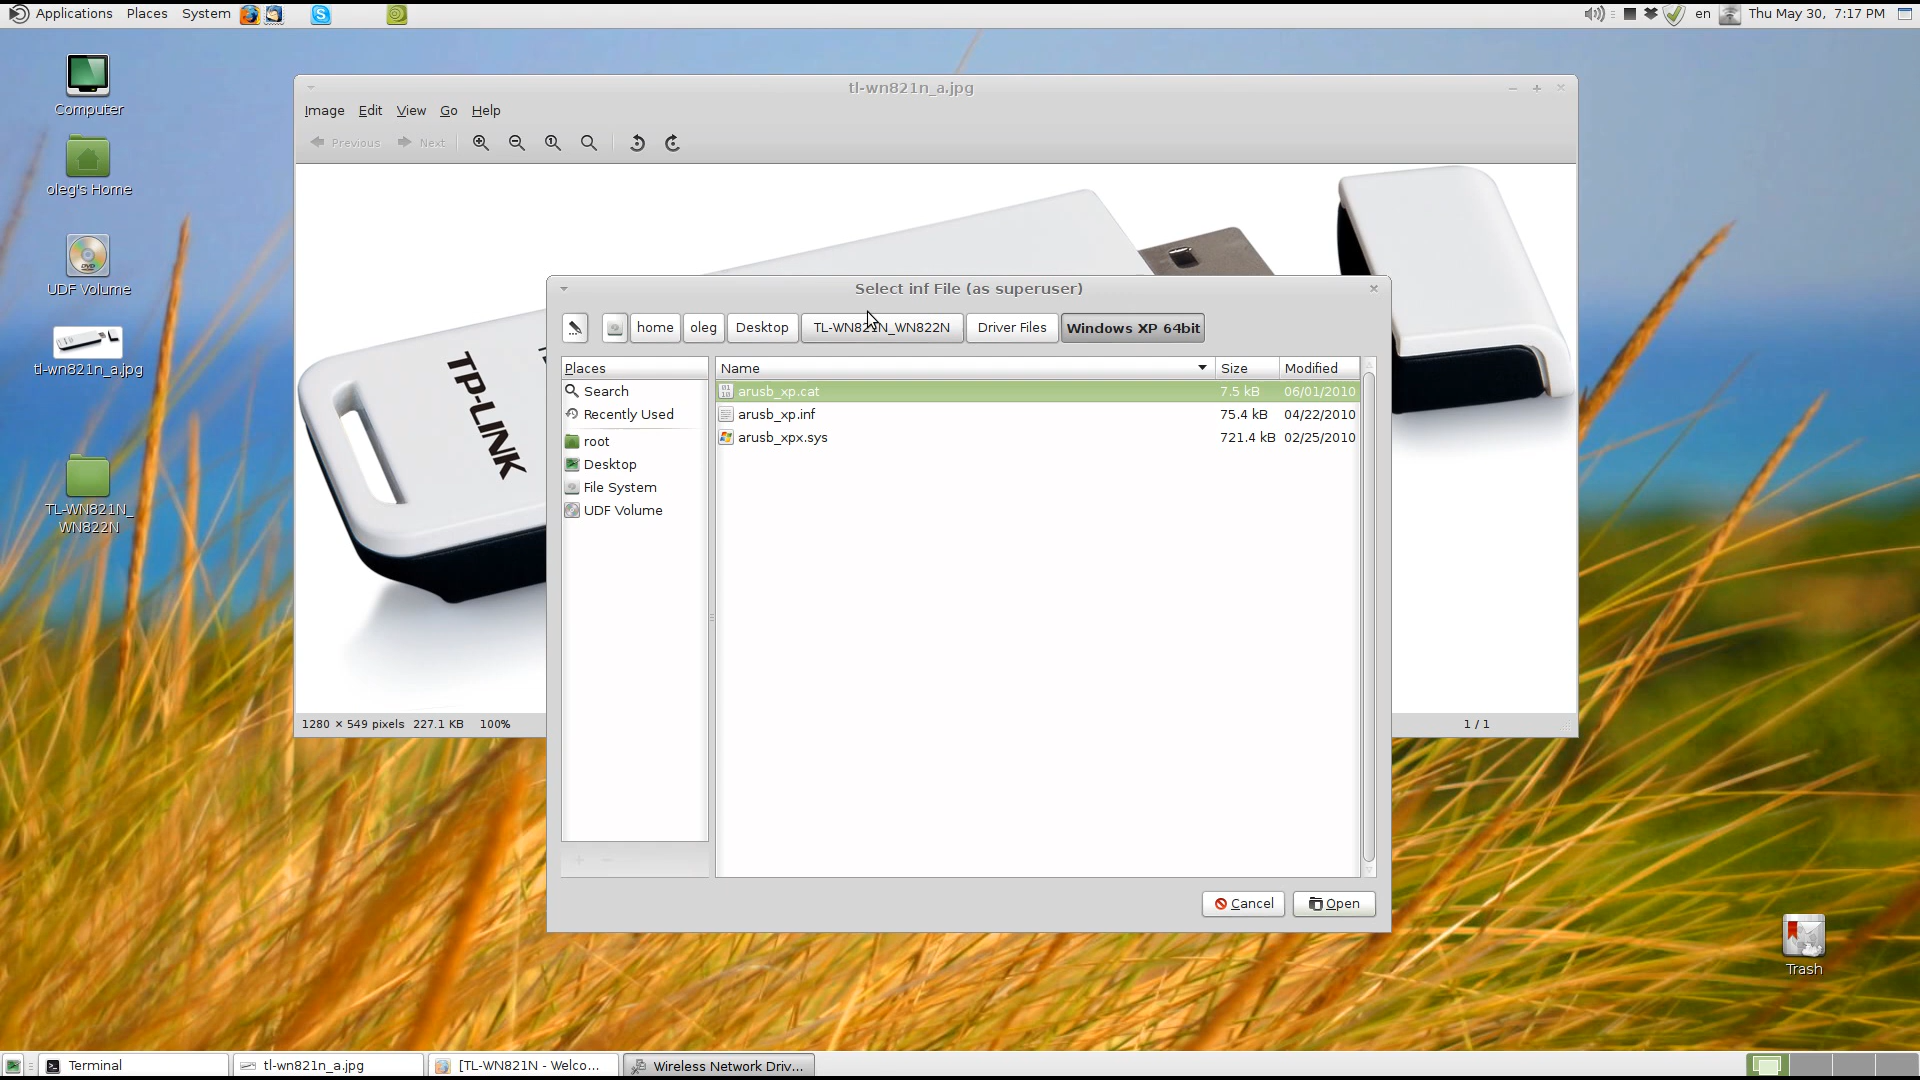 Applications Places System
en Thu May 30, 7:17 PM
Computer
oleg's Home
UDF Volume
tl-wn821n_a.jpg
TL-WN821N_
WN822N
Trash
tl-wn821n_a.jpg
Image Edit View Go Help
Previous Next
TP-LINK
1280 × 549 pixels 227.1 KB 100%
1 / 1
Select inf File (as superuser)
home oleg Desktop TL-WN821N_WN822N Driver Files Windows XP 64bit
Places
Search
Recently Used
root
Desktop
File System
UDF Volume
Name Size Modified
arusb_xp.cat 7.5 kB 06/01/2010
arusb_xp.inf 75.4 kB 04/22/2010
arusb_xpx.sys 721.4 kB 02/25/2010
Cancel Open
Terminal tl-wn821n_a.jpg [TL-WN821N - Welco... Wireless Network Driv...